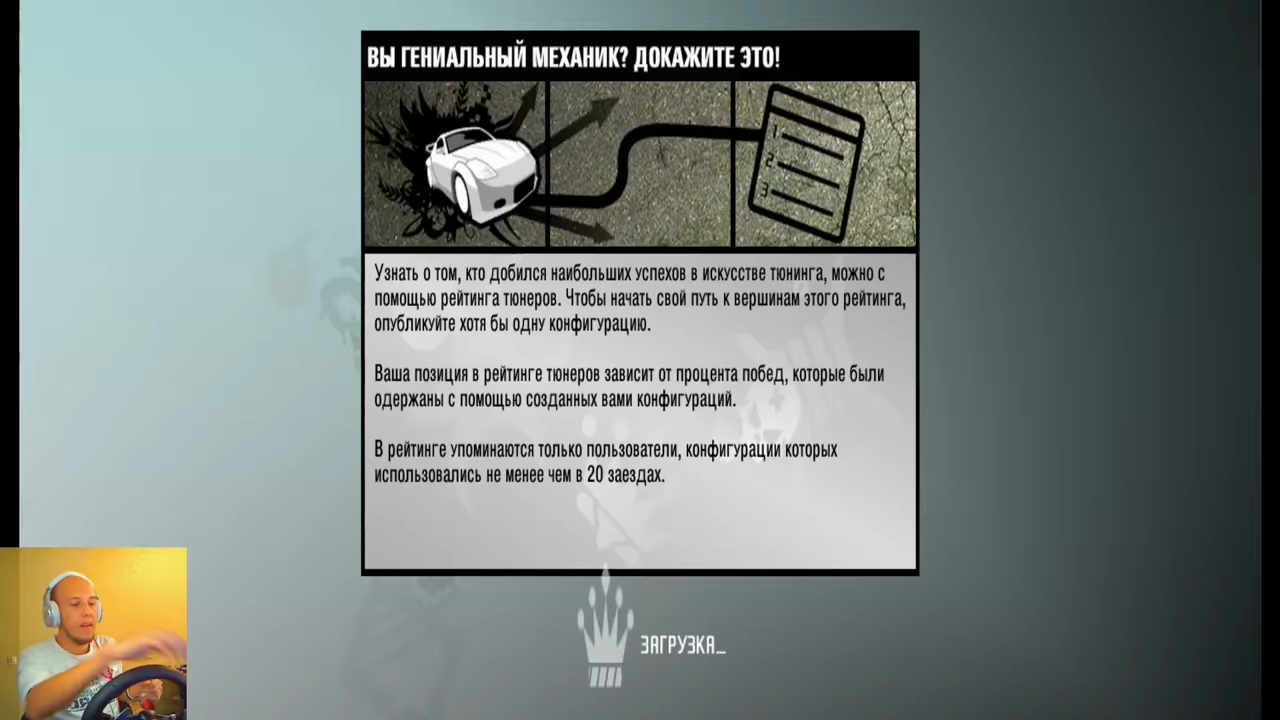 ВЫ ГЕНИАЛЬНЫЙ МЕХАНИК? ДОКАЖИТЕ ЭТО!
1
2
3
Узнать о том, кто добился наибольших успехов в искусстве тюнинга, можно с
помощью рейтинга тюнеров. Чтобы начать свой путь к вершинам этого рейтинга,
опубликуйте хотя бы одну конфигурацию.
Ваша позиция в рейтинге тюнеров зависит от процента побед, которые были
одержаны с помощью созданных вами конфигураций.
В рейтинге упоминаются только пользователи, конфигурации которых
использовались не менее чем в 20 заездах.
ЗАГРУЗКА...